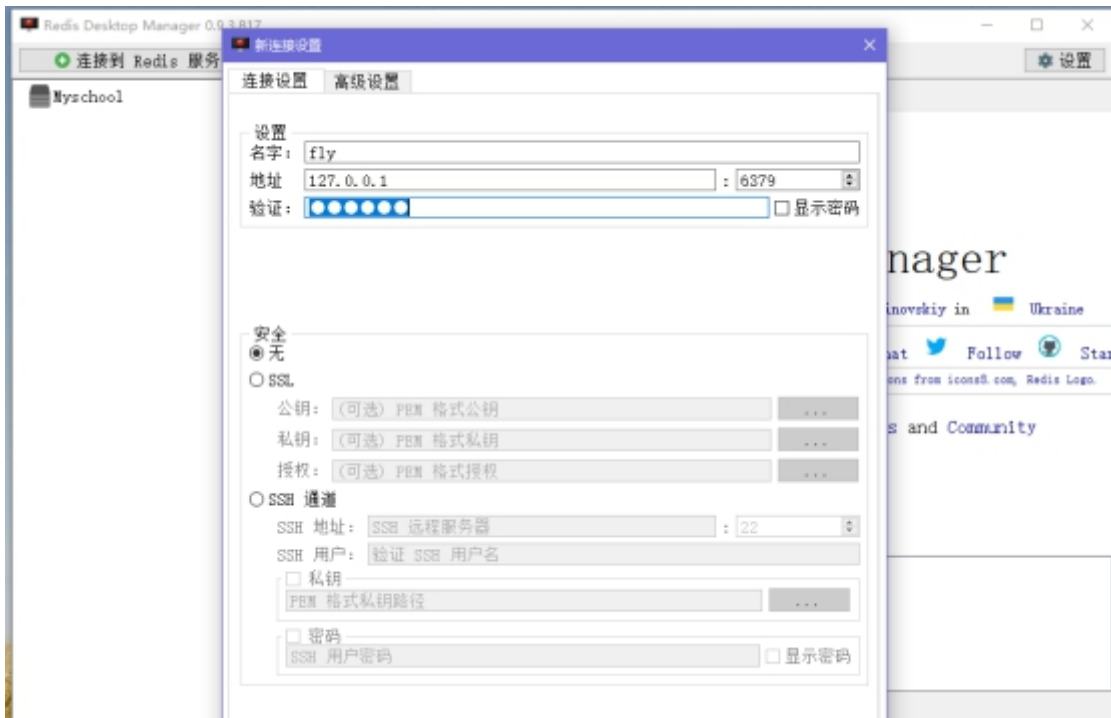 Redis Desktop Manager 0.9.3.817
新连接设置
连接到 Redis 服务
设置
连接设置
高级设置
Myschool
设置
名字: fly
地址 127.0.0.1 : 6379
验证: ●●●●●● 显示密码
nager
inovskiy in Ukraine
安全
无
hat Follow Star
SSL
ons from icons8.com, Redis Logo.
公钥: (可选) PEM 格式公钥 ...
s and Community
私钥: (可选) PEM 格式私钥 ...
授权: (可选) PEM 格式授权 ...
SSH 通道
SSH 地址: SSH 远程服务器 : 22
SSH 用户: 验证 SSH 用户名
私钥
PEM 格式私钥路径 ...
密码
SSH 用户密码 显示密码